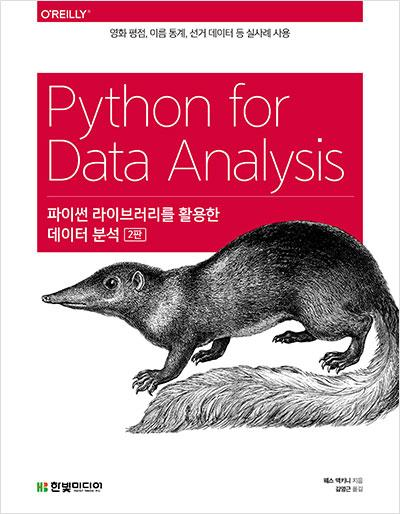 O'REILLY®
영화 평점, 이름 통계, 선거 데이터 등 실사례 사용
Python for
Data Analysis
파이썬 라이브러리를 활용한
데이터 분석 2판
HB 한빛미디어
웨스 맥키니 지음
김영근 옮김